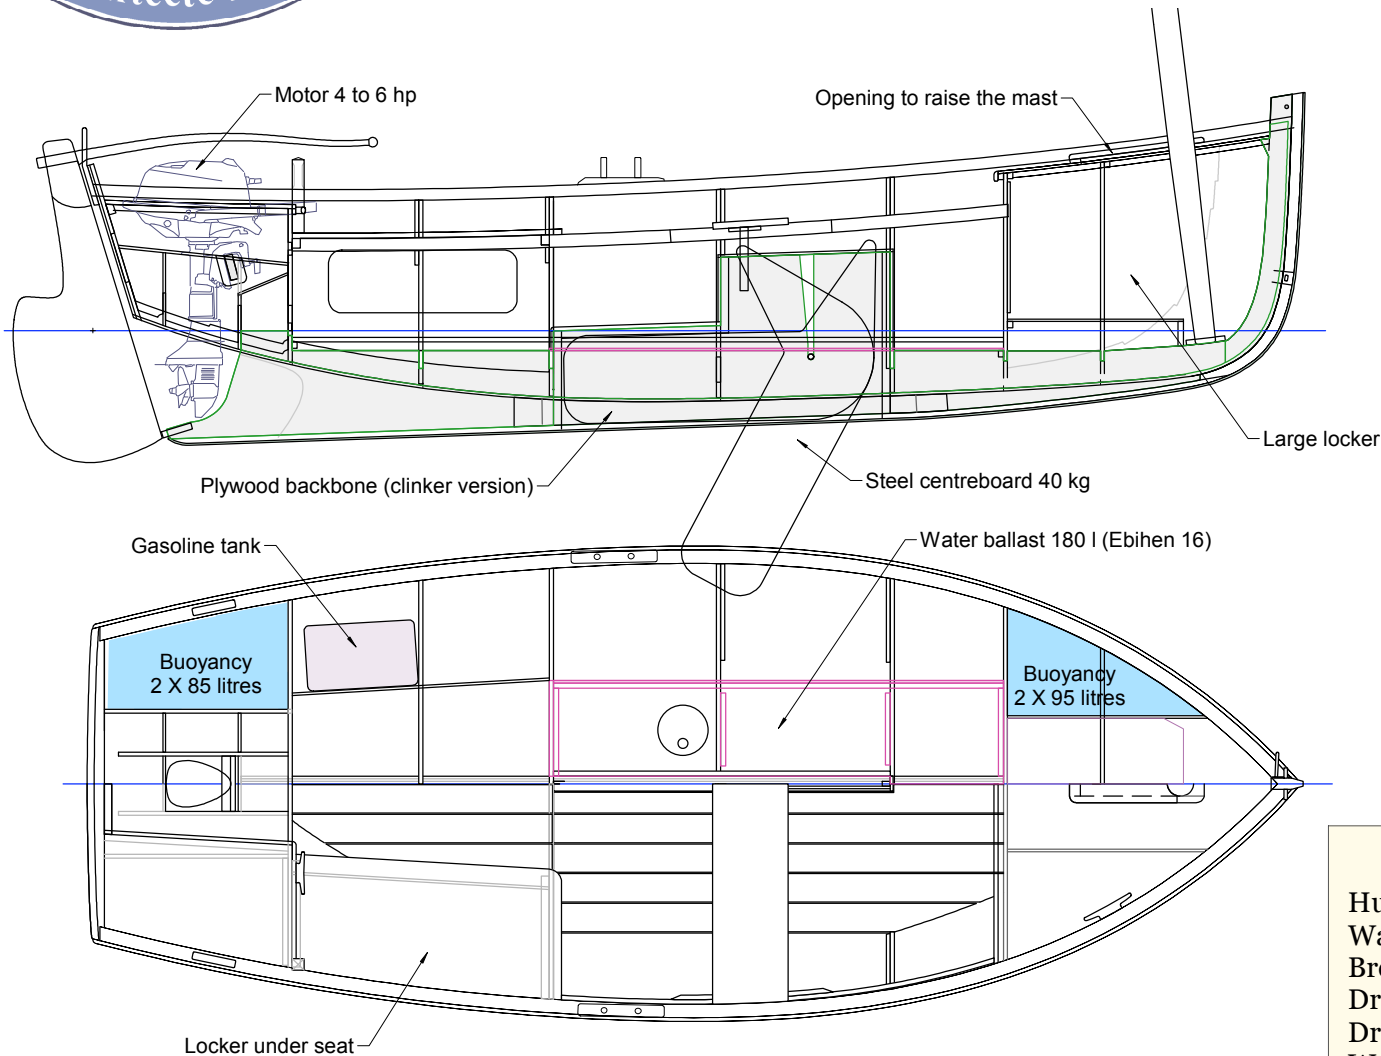 Motor 4 to 6 hp
Opening to raise the mast
Large locker
Plywood backbone (clinker version)
Steel centreboard 40 kg
Gasoline tank
Water ballast 180 l (Ebihen 16)
Buoyancy
2 X 85 litres
Buoyancy
2 X 95 litres
Locker under seat